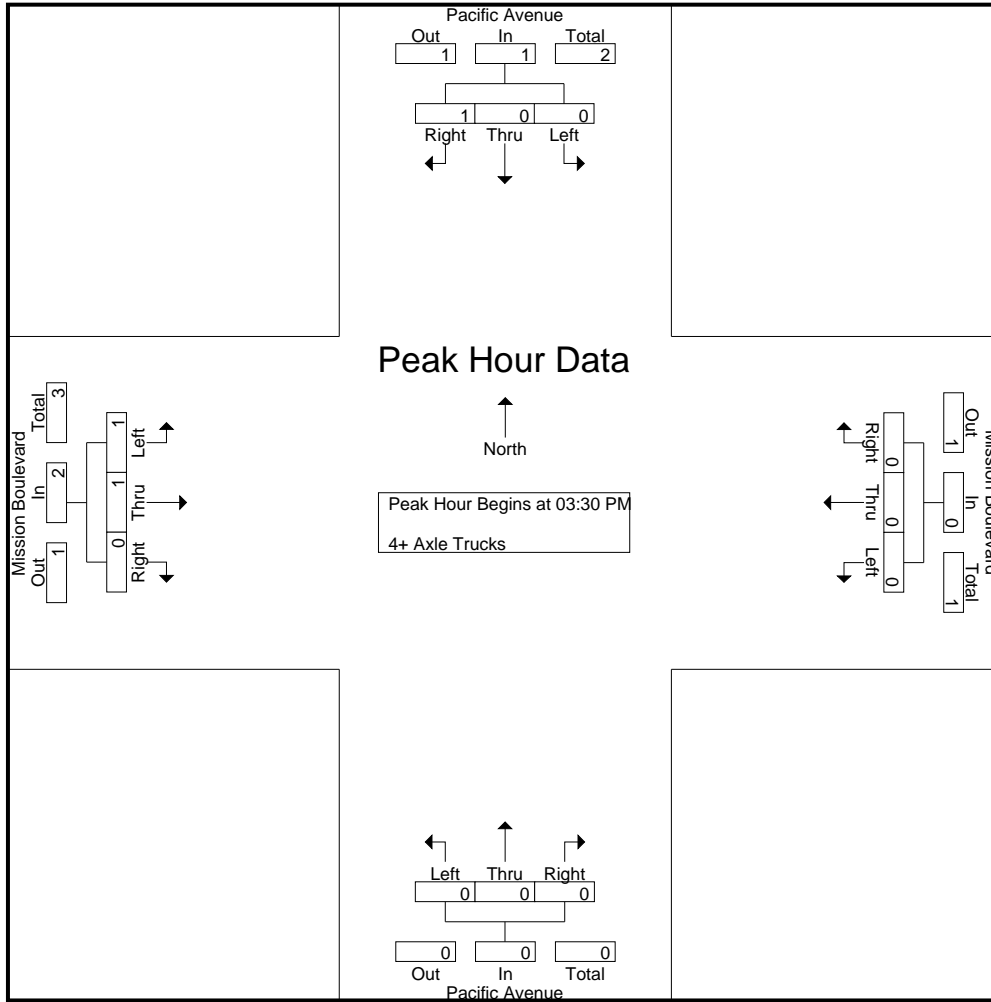 Pacific Avenue
Out In Total
1 1 2
1 0 0
Right Thru Left
Peak Hour Data
North
Peak Hour Begins at 03:30 PM
4+ Axle Trucks
Mission Boulevard
Out In Total
1 2 3
0 1 1
Right Thru Left
Mission Boulevard
Out In Total
1 0 1
0 0 0
Right Thru Left
Left Thru Right
0 0 0
0 0 0
Out In Total
Pacific Avenue